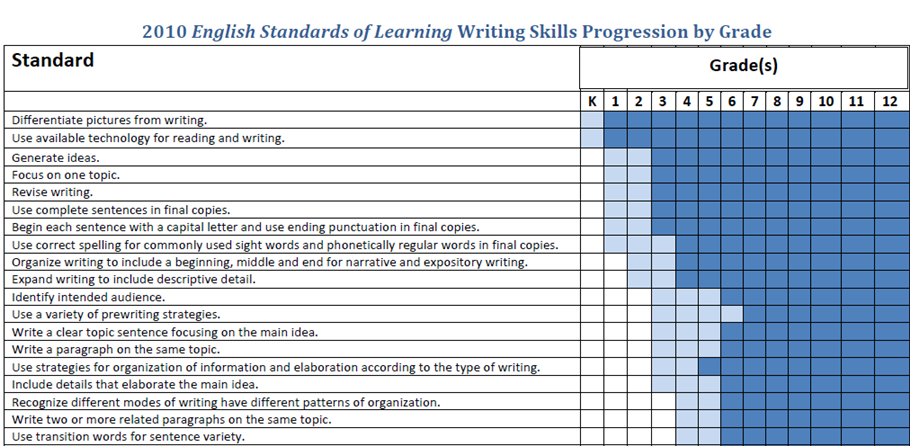 2010 English Standards of Learning Writing Skills Progression by Grade
Standard
Grade(s)
K 1 2 3 4 5 6 7 8 9 10 11 12
Differentiate pictures from writing.
Use available technology for reading and writing.
Generate ideas.
Focus on one topic.
Revise writing.
Use complete sentences in final copies.
Begin each sentence with a capital letter and use ending punctuation in final copies.
Use correct spelling for commonly used sight words and phonetically regular words in final copies.
Organize writing to include a beginning, middle and end for narrative and expository writing.
Expand writing to include descriptive detail.
Identify intended audience.
Use a variety of prewriting strategies.
Write a clear topic sentence focusing on the main idea.
Write a paragraph on the same topic.
Use strategies for organization of information and elaboration according to the type of writing.
Include details that elaborate the main idea.
Recognize different modes of writing have different patterns of organization.
Write two or more related paragraphs on the same topic.
Use transition words for sentence variety.